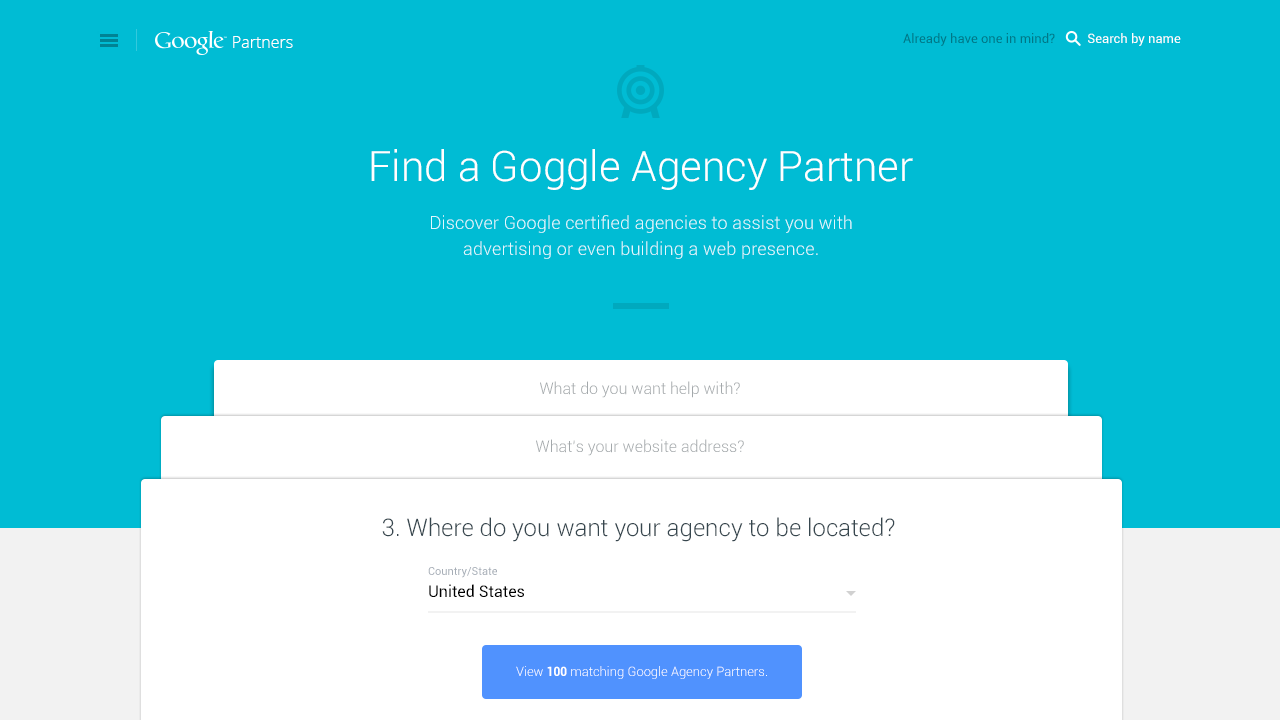 Google Partners
Already have one in mind? Search by name
Find a Goggle Agency Partner
Discover Google certified agencies to assist you with
advertising or even building a web presence.
What do you want help with?
What's your website address?
3. Where do you want your agency to be located?
Country/State
United States
View 100 matching Google Agency Partners.